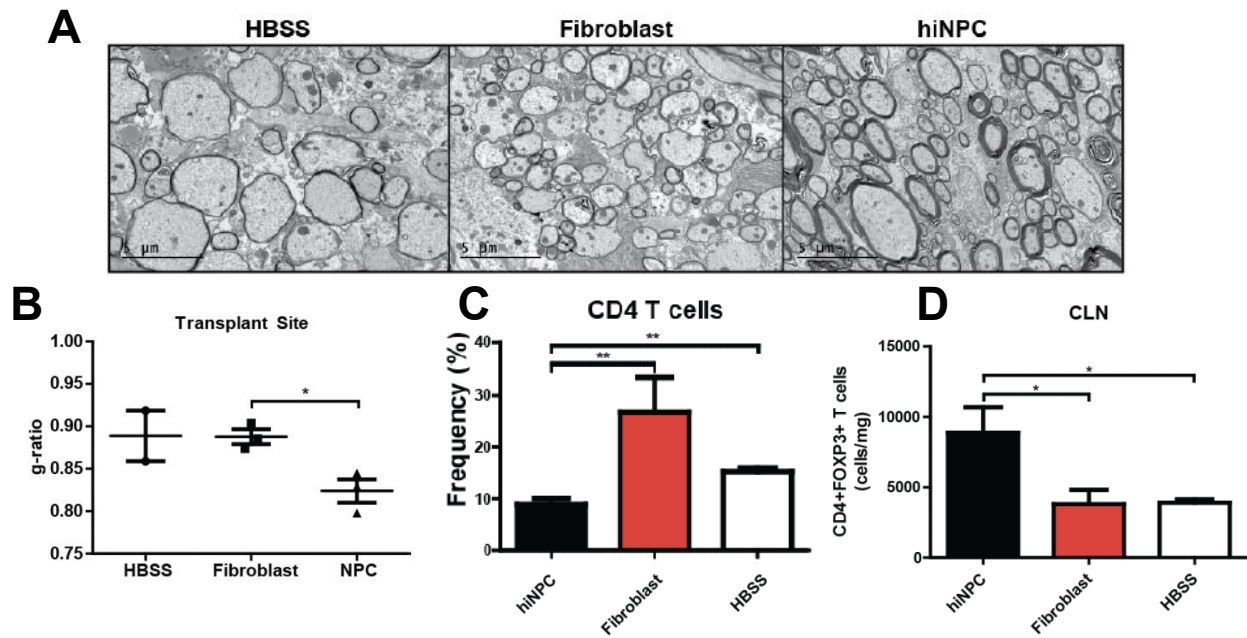 A
HBSS
Fibroblast
hiNPC
5 µm
5 µm
5 µm
B
Transplant Site
g-ratio
1.00
0.95
0.90
0.85
0.80
0.75
*
HBSS
Fibroblast
NPC
C
CD4 T cells
Frequency (%)
40
30
20
10
0
**
**
hiNPC
Fibroblast
HBSS
D
CLN
CD4+FOXP3+ T cells
(cells/mg)
15000
10000
5000
0
*
*
hiNPC
Fibroblast
HBSS